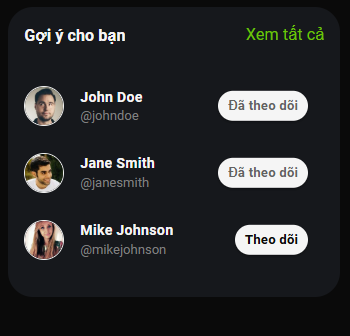 Gợi ý cho bạn
Xem tất cả
John Doe
@johndoe
Đã theo dõi
Jane Smith
@janesmith
Đã theo dõi
Mike Johnson
@mikejohnson
Theo dõi